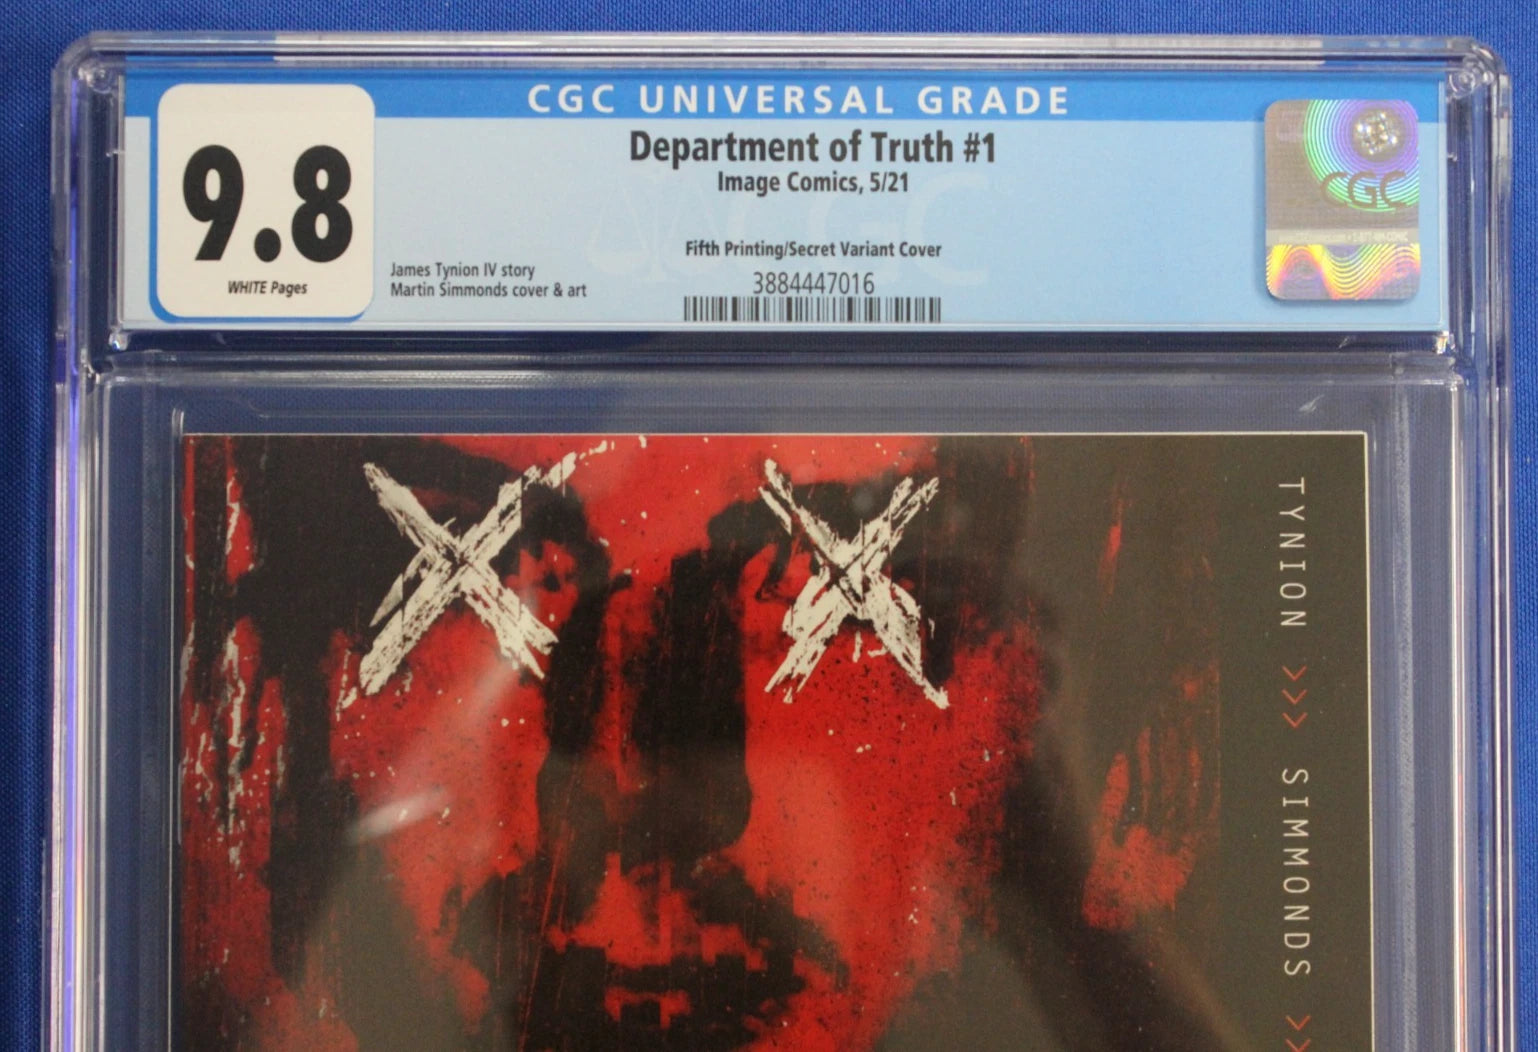 CGC UNIVERSAL GRADE
9.8
WHITE Pages
Department of Truth #1
Image Comics, 5/21
Fifth Printing/Secret Variant Cover
3884447016
James Tynion IV story
Martin Simmonds cover & art
CGC
TYNION >>> SIMMONDS >>